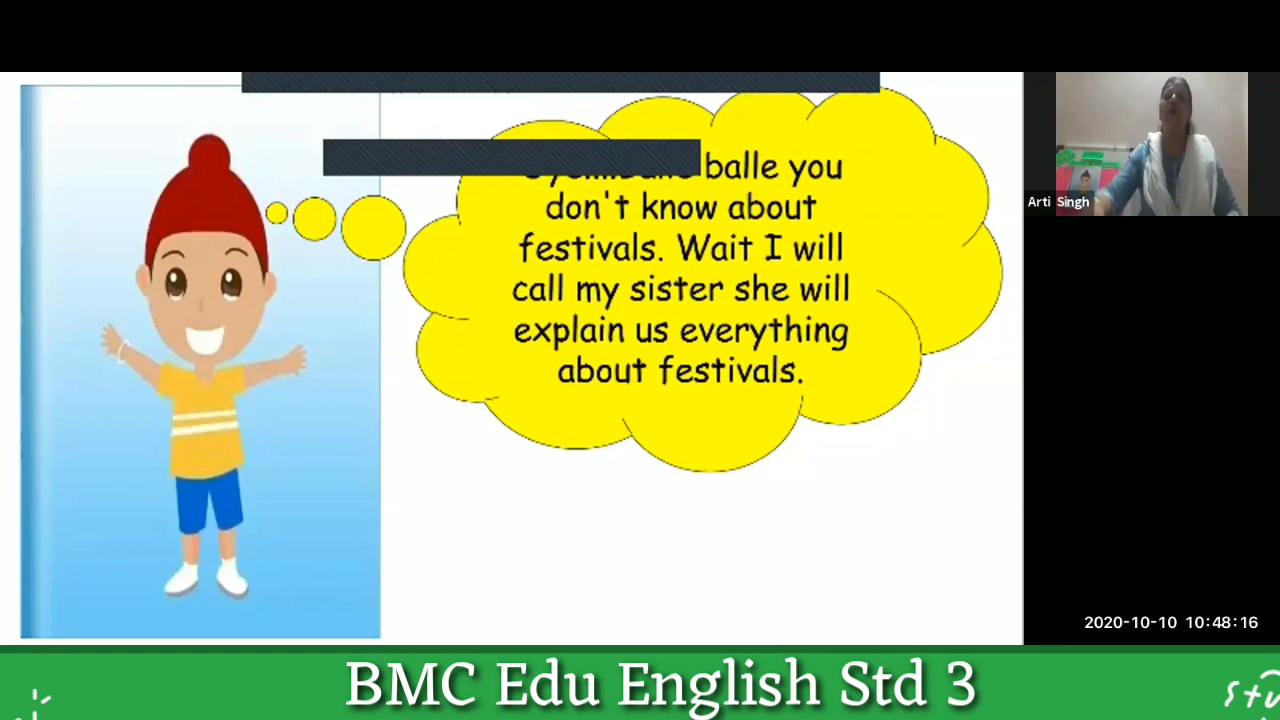 balle you
don't know about
festivals. Wait I will
call my sister she will
explain us everything
about festivals.
Arti Singh
2020-10-10 10:48:16
BMC Edu English Std 3